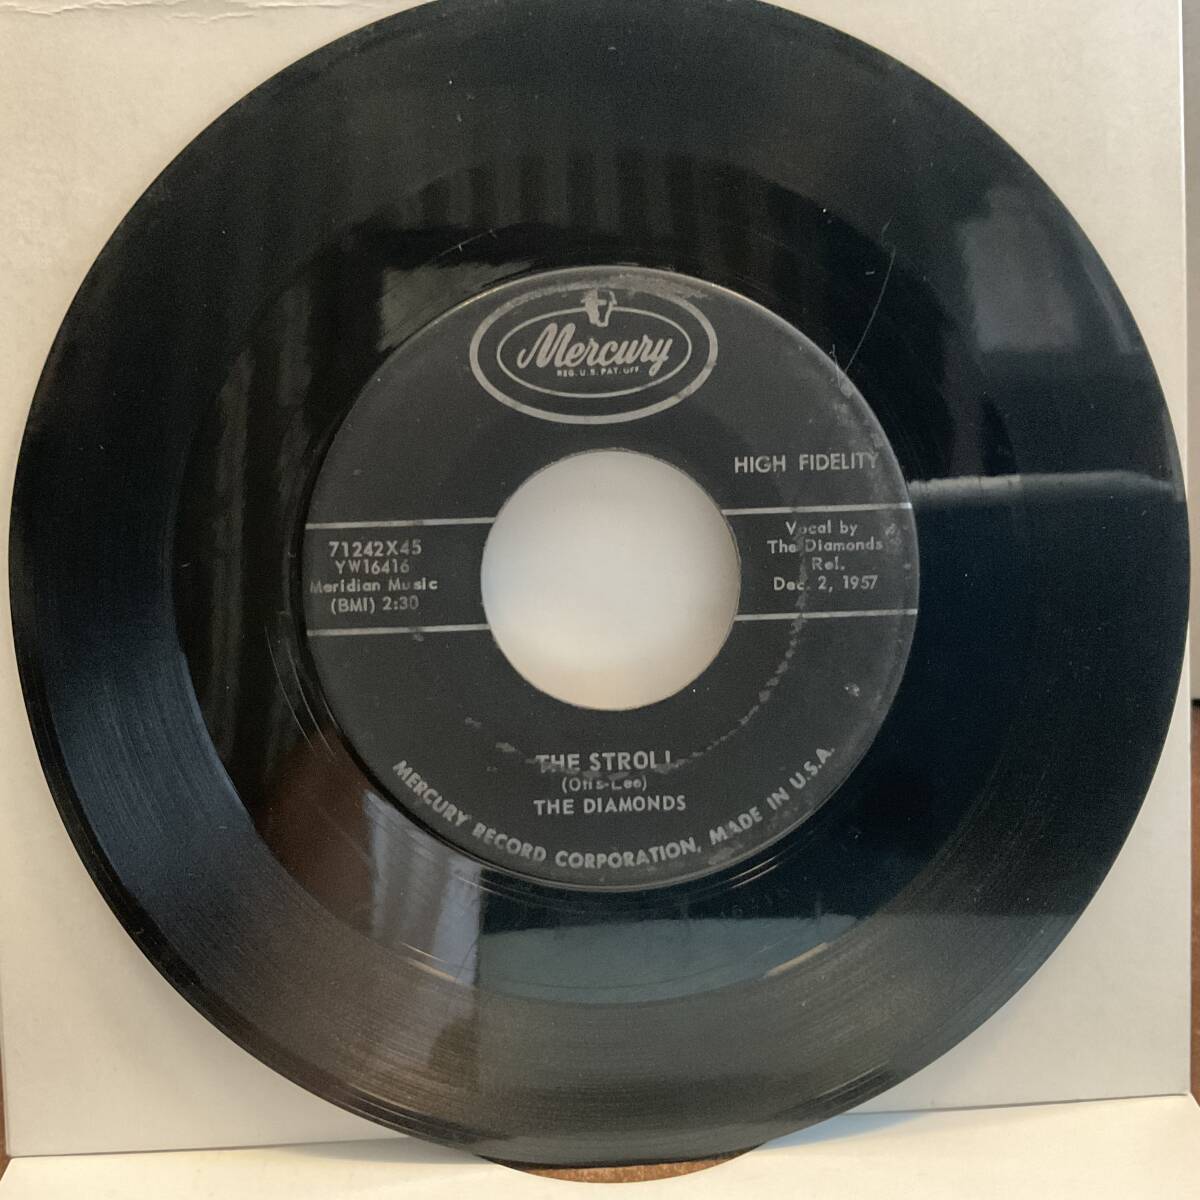 Mercury
REG. U.S. PAT. OFF.
HIGH FIDELITY
71242X45
YW16416
Meridian Music
(BMI) 2:30
Vocal by
The Diamonds
Rel.
Dec. 2, 1957
THE STROLL
(Otis-Lee)
THE DIAMONDS
MERCURY RECORD CORPORATION, MADE IN U.S.A.